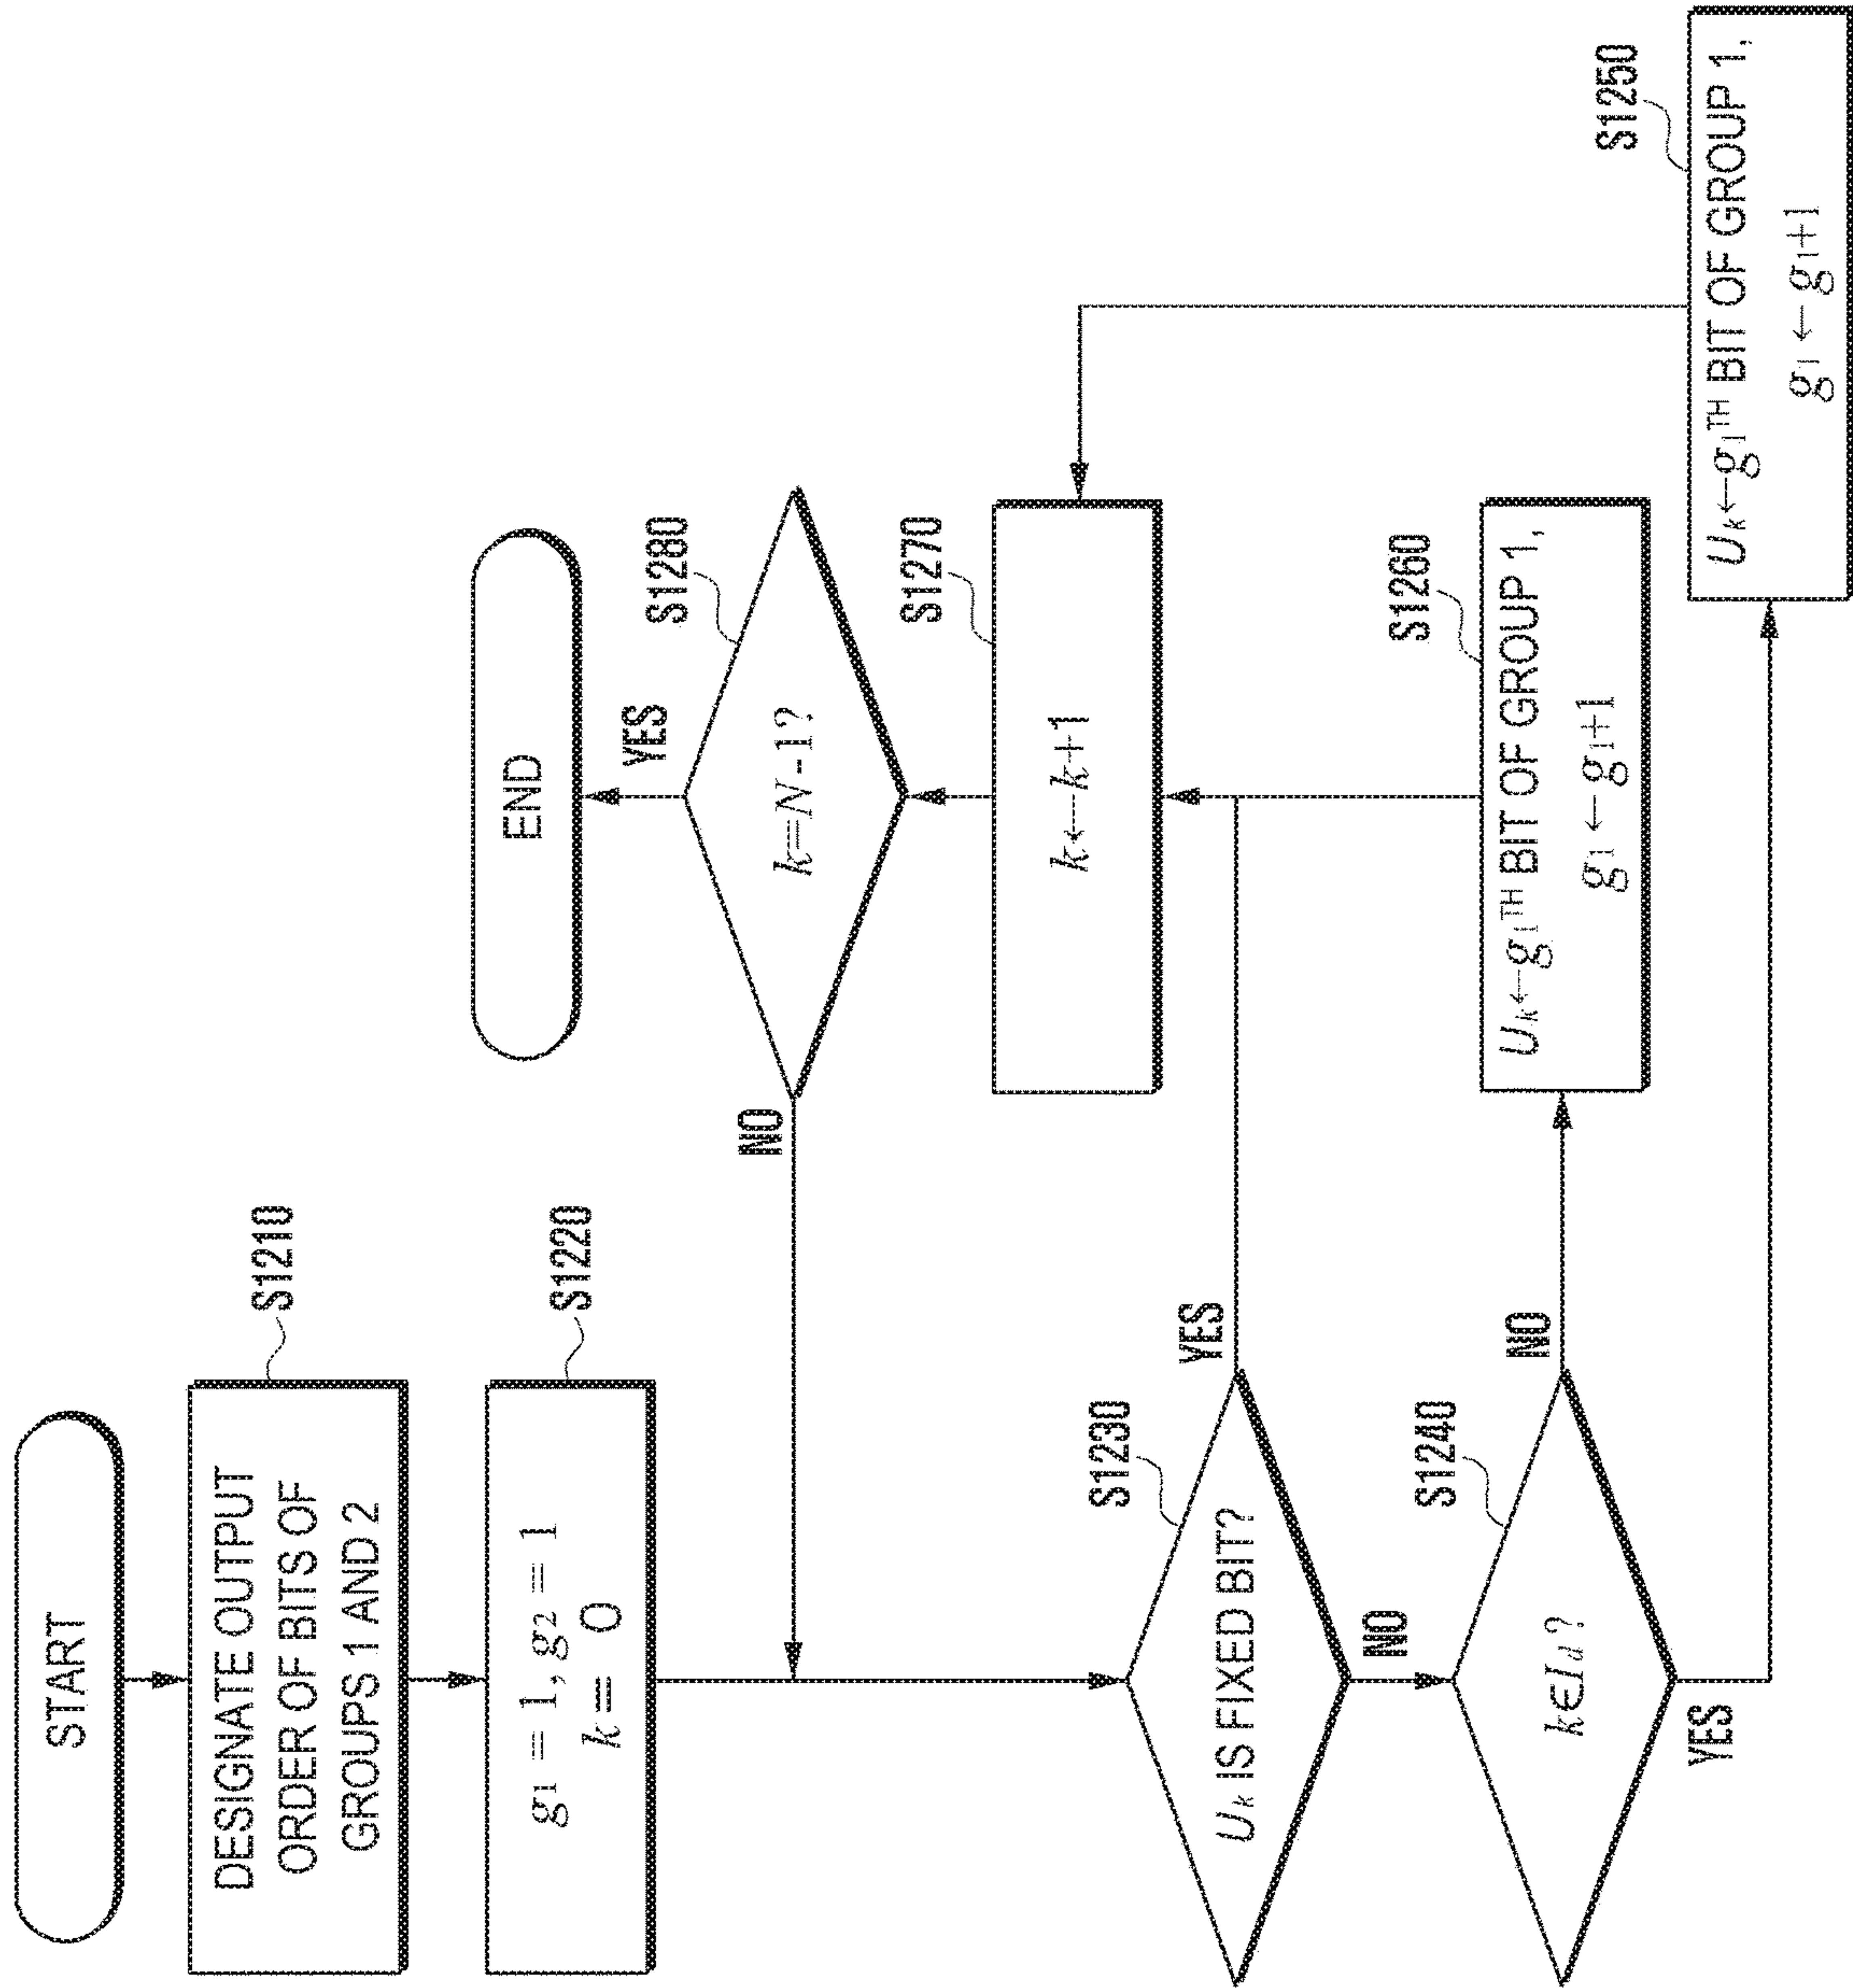 START
DESIGNATE OUTPUT
ORDER OF BITS OF
GROUPS 1 AND 2
S1210
g₁ = 1, g₂ = 1
k = 0
S1220
Uₖ IS FIXED BIT?
S1230
YES
NO
k∈I_d?
S1240
NO
YES
Uₖ←g₁ᵀᴴ BIT OF GROUP 1,
g₁ ← g₁+1
S1250
Uₖ←g₁ᵀᴴ BIT OF GROUP 1,
g₁ ← g₁+1
S1260
k←k+1
S1270
k=N-1?
S1280
NO
YES
END